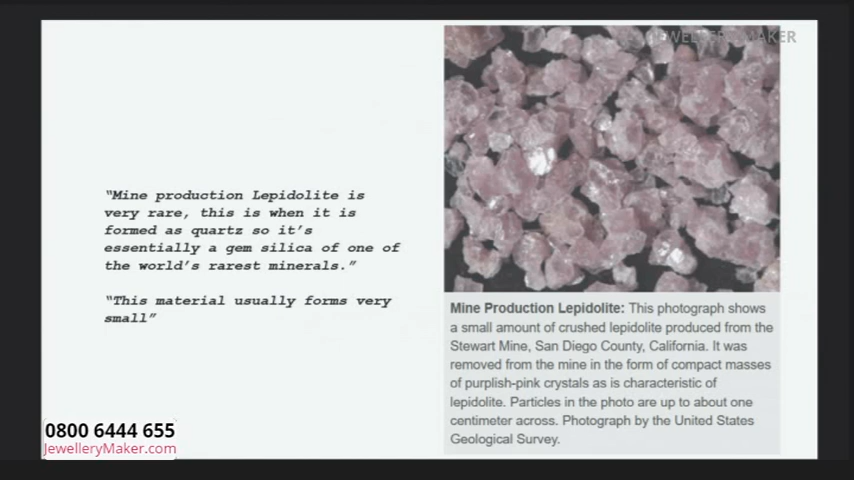 JEWELLERYMAKER
“Mine production Lepidolite is
very rare, this is when it is
formed as quartz so it’s
essentially a gem silica of one of
the world’s rarest minerals.”
“This material usually forms very
small”
Mine Production Lepidolite: This photograph shows
a small amount of crushed lepidolite produced from the
Stewart Mine, San Diego County, California. It was
removed from the mine in the form of compact masses
of purplish-pink crystals as is characteristic of
lepidolite. Particles in the photo are up to about one
centimeter across. Photograph by the United States
Geological Survey.
0800 6444 655
JewelleryMaker.com